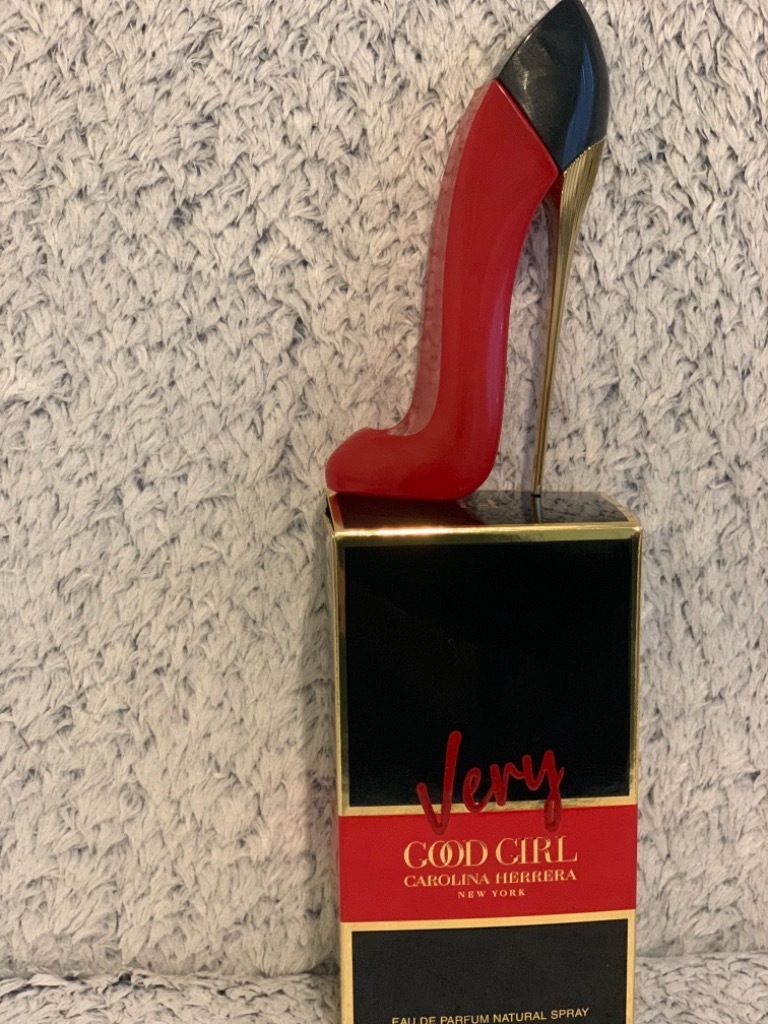 Very
GOOD GIRL
CAROLINA HERRERA
NEW YORK
EAU DE PARFUM NATURAL SPRAY